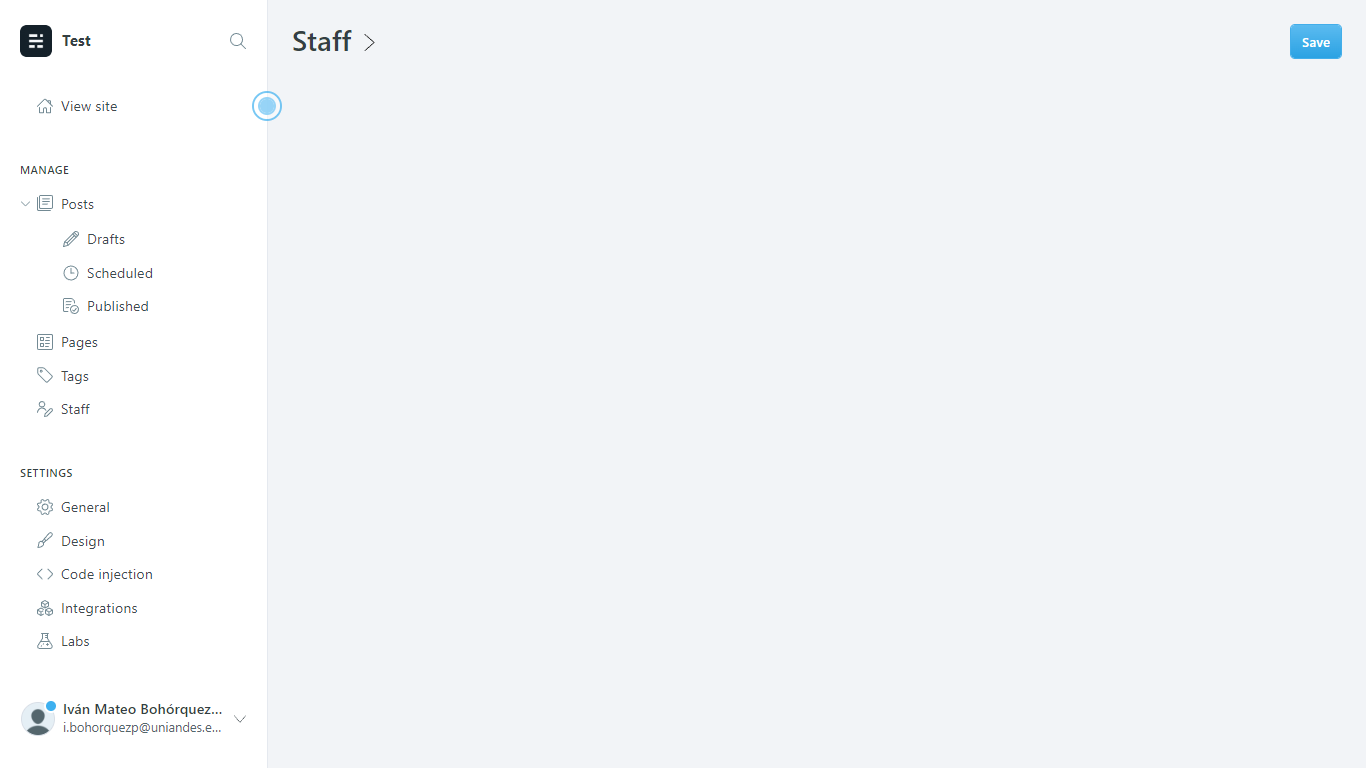 Test
View site
MANAGE
Posts
Drafts
Scheduled
Published
Pages
Tags
Staff
SETTINGS
General
Design
Code injection
Integrations
Labs
Iván Mateo Bohórquez...
i.bohorquezp@uniandes.e...
Staff
Save